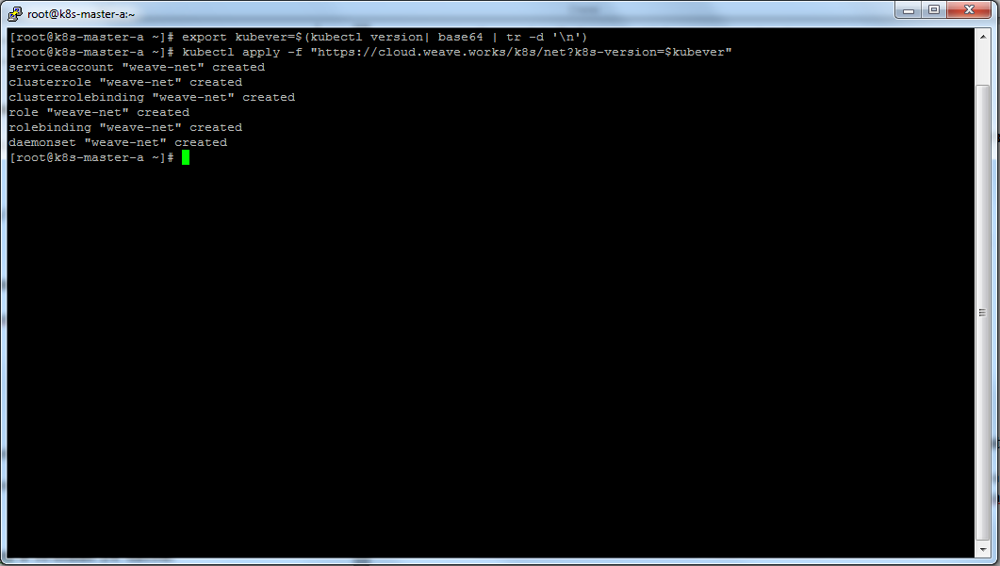 root@k8s-master-a:~
[root@k8s-master-a ~]# export kubever=$(kubectl version| base64 | tr -d '\n')
[root@k8s-master-a ~]# kubectl apply -f "https://cloud.weave.works/k8s/net?k8s-version=$kubever"
serviceaccount "weave-net" created
clusterrole "weave-net" created
clusterrolebinding "weave-net" created
role "weave-net" created
rolebinding "weave-net" created
daemonset "weave-net" created
[root@k8s-master-a ~]#